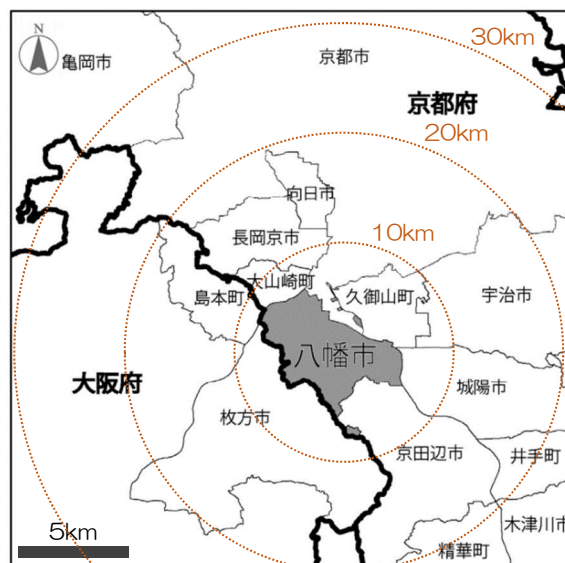 30km
京都市
亀岡市
京都府
20km
向日市
10km
長岡京市
大山崎町
島本町
久御山町
宇治市
八幡市
大阪府
城陽市
枚方市
京田辺市
井手町
木津川市
5km
精華町